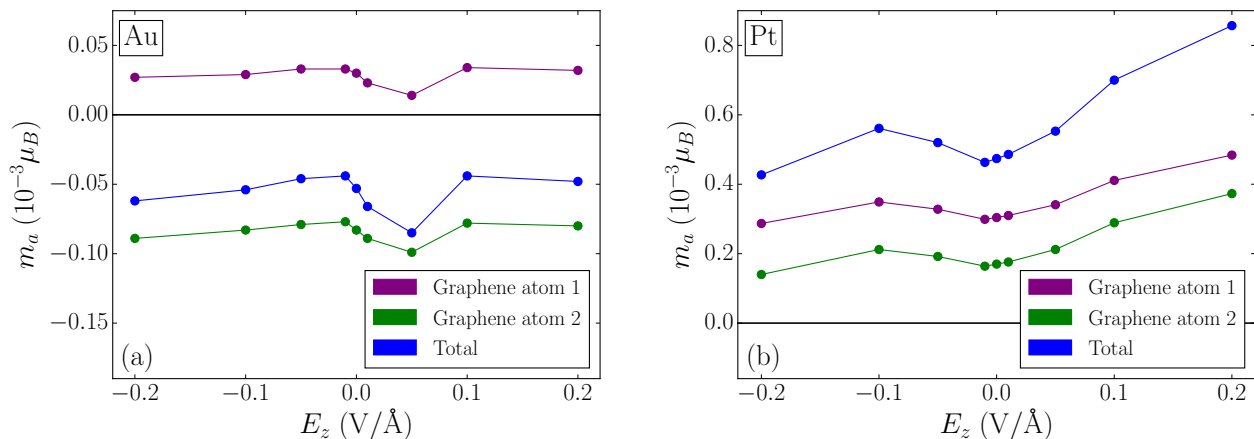 Au
0.05
0.00
−0.05
−0.10
−0.15
m_a (10^{-3}μ_B)
Graphene atom 1
Graphene atom 2
Total
(a)
−0.2 −0.1 0.0 0.1 0.2
E_z (V/Å)
Pt
0.8
0.6
0.4
0.2
0.0
m_a (10^{-3}μ_B)
Graphene atom 1
Graphene atom 2
Total
(b)
−0.2 −0.1 0.0 0.1 0.2
E_z (V/Å)